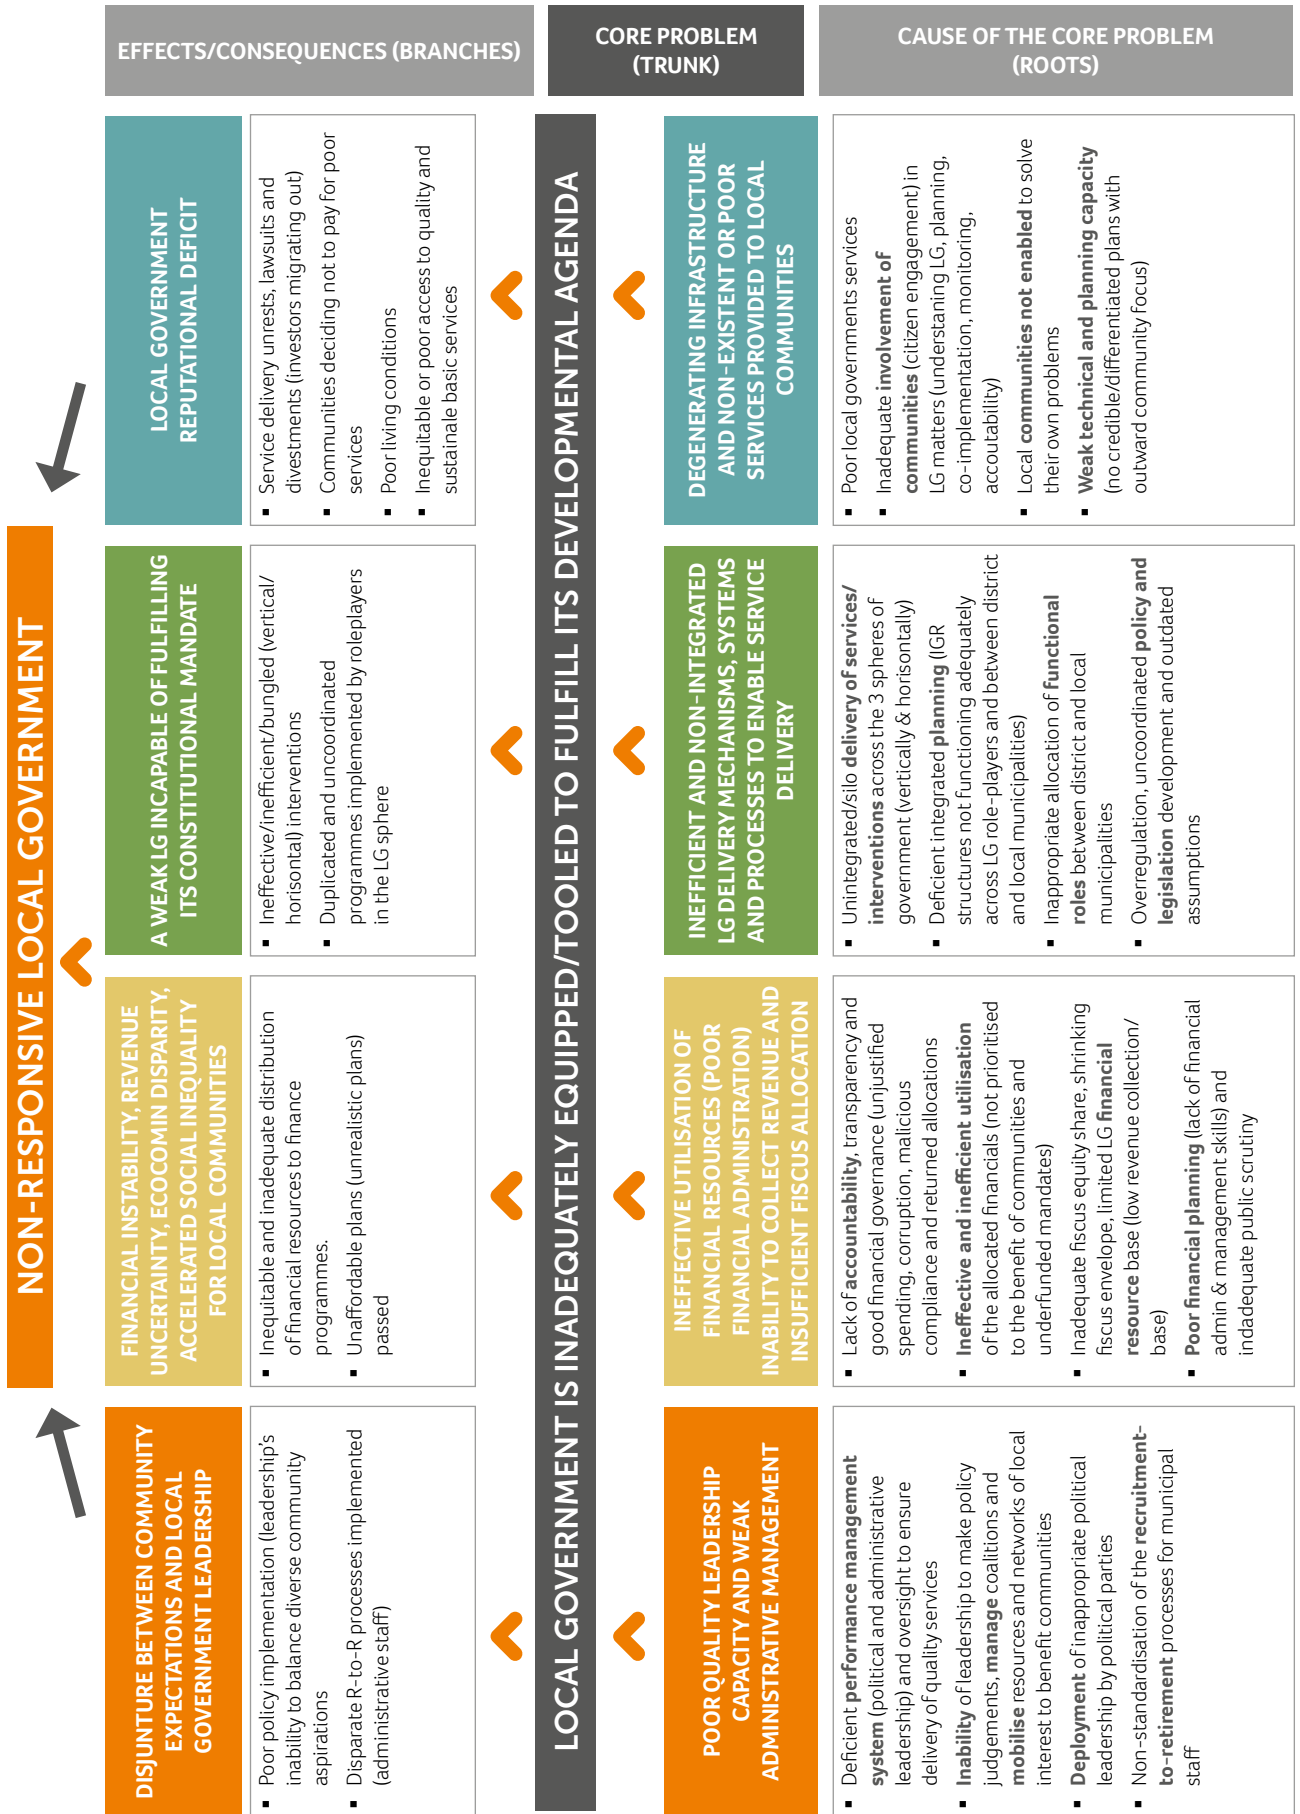 NON-RESPONSIVE LOCAL GOVERNMENT
EFFECTS/CONSEQUENCES (BRANCHES)
DISJUNTURE BETWEEN COMMUNITY
EXPECTATIONS AND LOCAL
GOVERNMENT LEADERSHIP
▪ Poor policy implementation (leadership's
inability to balance diverse community
aspirations
▪ Disparate R-to-R processes implemented
(administrative staff)
FINANCIAL INSTABILITY, REVENUE
UNCERTAINTY, ECOCOMIN DISPARITY,
ACCELERATED SOCIAL INEQUALITY
FOR LOCAL COMMUNITIES
▪ Inequitable and inadequate distribution
of financial resources to finance
programmes.
▪ Unaffordable plans (unrealistic plans)
passed
A WEAK LG INCAPABLE OF FULFILLING
ITS CONSTITUTIONAL MANDATE
▪ Ineffective/inefficient/bungled (vertical/
horisontal) interventions
▪ Duplicated and uncoordinated
programmes implemented by roleplayers
in the LG sphere
LOCAL GOVERNMENT
REPUTATIONAL DEFICIT
▪ Service delivery unrests, lawsuits and
divestments (investors migrating out)
▪ Communities deciding not to pay for poor
services
▪ Poor living conditions
▪ Inequitable or poor access to quality and
sustainale basic services
CORE PROBLEM
(TRUNK)
LOCAL GOVERNMENT IS INADEQUATELY EQUIPPED/TOOLED TO FULFILL ITS DEVELOPMENTAL AGENDA
CAUSE OF THE CORE PROBLEM
(ROOTS)
POOR QUALITY LEADERSHIP
CAPACITY AND WEAK
ADMINISTRATIVE MANAGEMENT
▪ Deficient performance management
system (political and administrative
leadership) and oversight to ensure
delivery of quality services
▪ Inability of leadership to make policy
judgements, manage coalitions and
mobilise resources and networks of local
interest to benefit communities
▪ Deployment of inappropriate political
leadership by political parties
▪ Non-standardisation of the recruitment-
to-retirement processes for municipal
staff
INEFFECTIVE UTILISATION OF
FINANCIAL RESOURCES (POOR
FINANCIAL ADMINISTRATION)
INABILITY TO COLLECT REVENUE AND
INSUFFICIENT FISCUS ALLOCATION
▪ Lack of accountability, transparency and
good financial governance (unjustified
spending, corruption, malicious
compliance and returned allocations
▪ Ineffective and inefficient utilisation
of the allocated financials (not prioritised
to the benefit of communities and
underfunded mandates)
▪ Inadequate fiscus equity share, shrinking
fiscus envelope, limited LG financial
resource base (low revenue collection/
base)
▪ Poor financial planning (lack of financial
admin & management skills) and
indadequate public scrutiny
INEFFICIENT AND NON-INTEGRATED
LG DELIVERY MECHANISMS, SYSTEMS
AND PROCESSES TO ENABLE SERVICE
DELIVERY
▪ Unintegrated/silo delivery of services/
interventions across the 3 spheres of
government (vertically & horisontally)
▪ Deficient integrated planning (IGR
structures not functioning adequately
across LG role-players and between district
and local municipalities)
▪ Inappropriate allocation of functional
roles between district and local
municipalities
▪ Overregulation, uncoordinated policy and
legislation development and outdated
assumptions
DEGENERATING INFRASTRUCTURE
AND NON-EXISTENT OR POOR
SERVICES PROVIDED TO LOCAL
COMMUNITIES
▪ Poor local governments services
▪ Inadequate involvement of
communities (citizen engagement) in
LG matters (understaning LG, planning,
co-implementation, monitoring,
accoutability)
▪ Local communities not enabled to solve
their own problems
▪ Weak technical and planning capacity
(no credible/differentiated plans with
outward community focus)